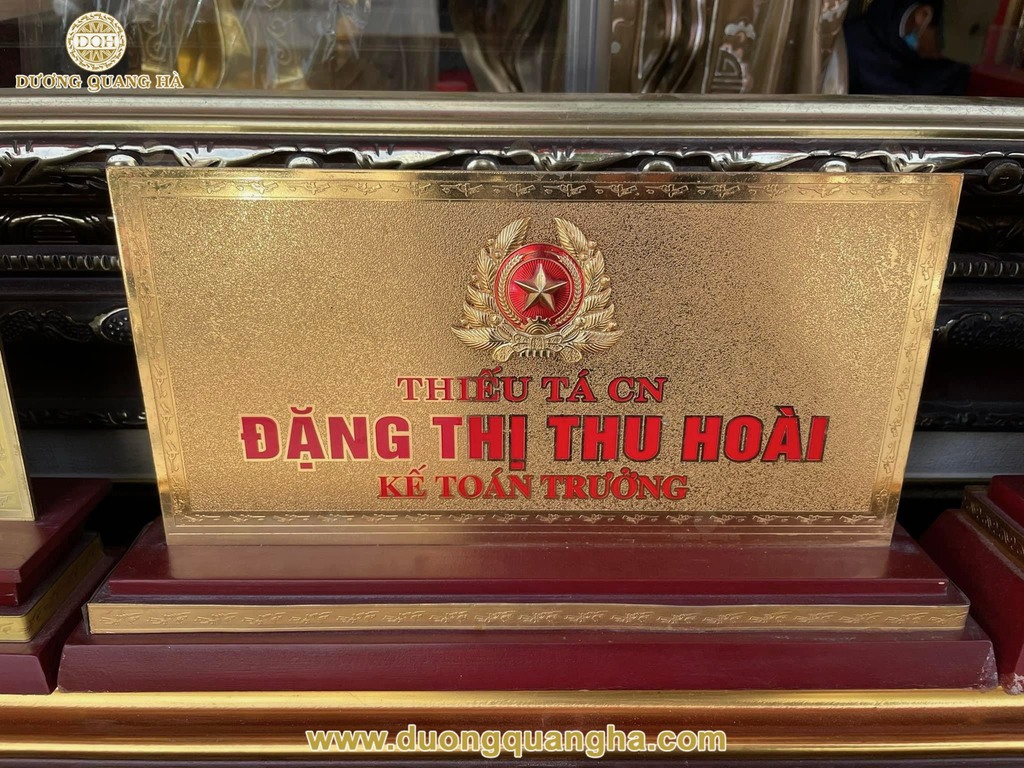 DQH
DƯƠNG QUANG HÀ
THIẾU TÁ CN
ĐẶNG THỊ THU HOÀI
KẾ TOÁN TRƯỞNG
www.duongquangha.com